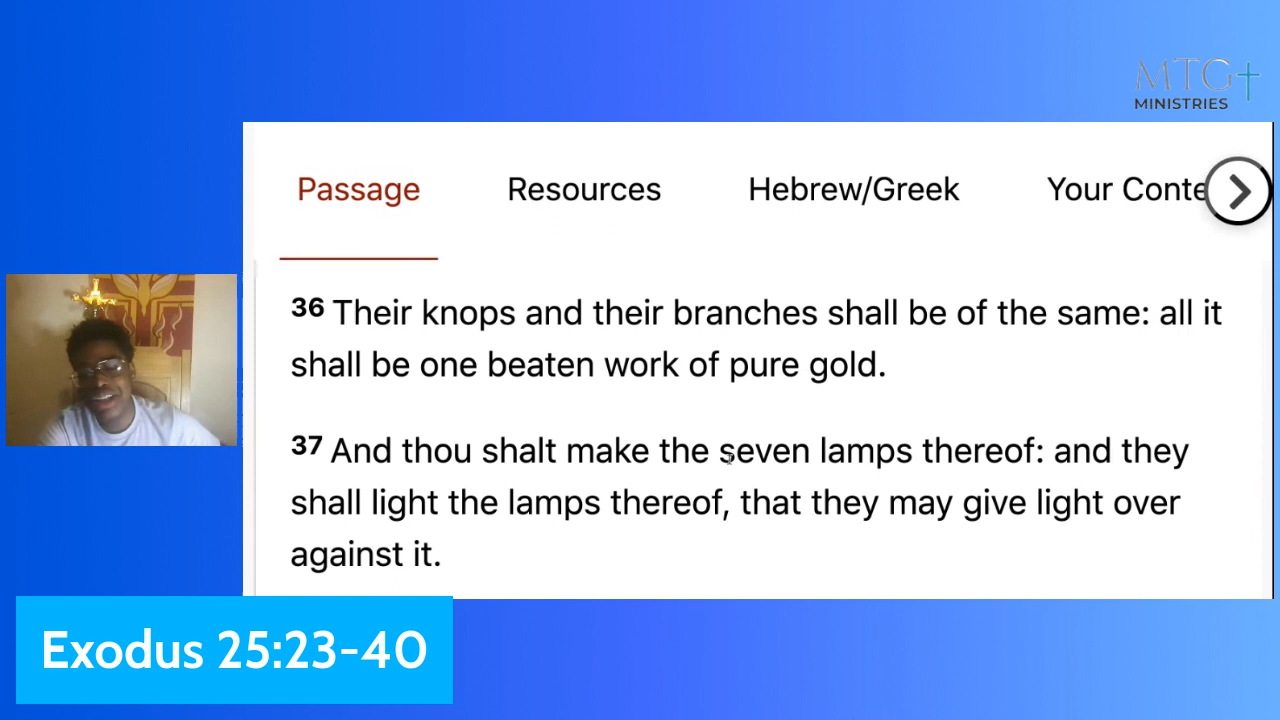 MTG
MINISTRIES
Passage Resources Hebrew/Greek Your Conte
36 Their knops and their branches shall be of the same: all it
shall be one beaten work of pure gold.
37 And thou shalt make the seven lamps thereof: and they
shall light the lamps thereof, that they may give light over
against it.
Exodus 25:23-40